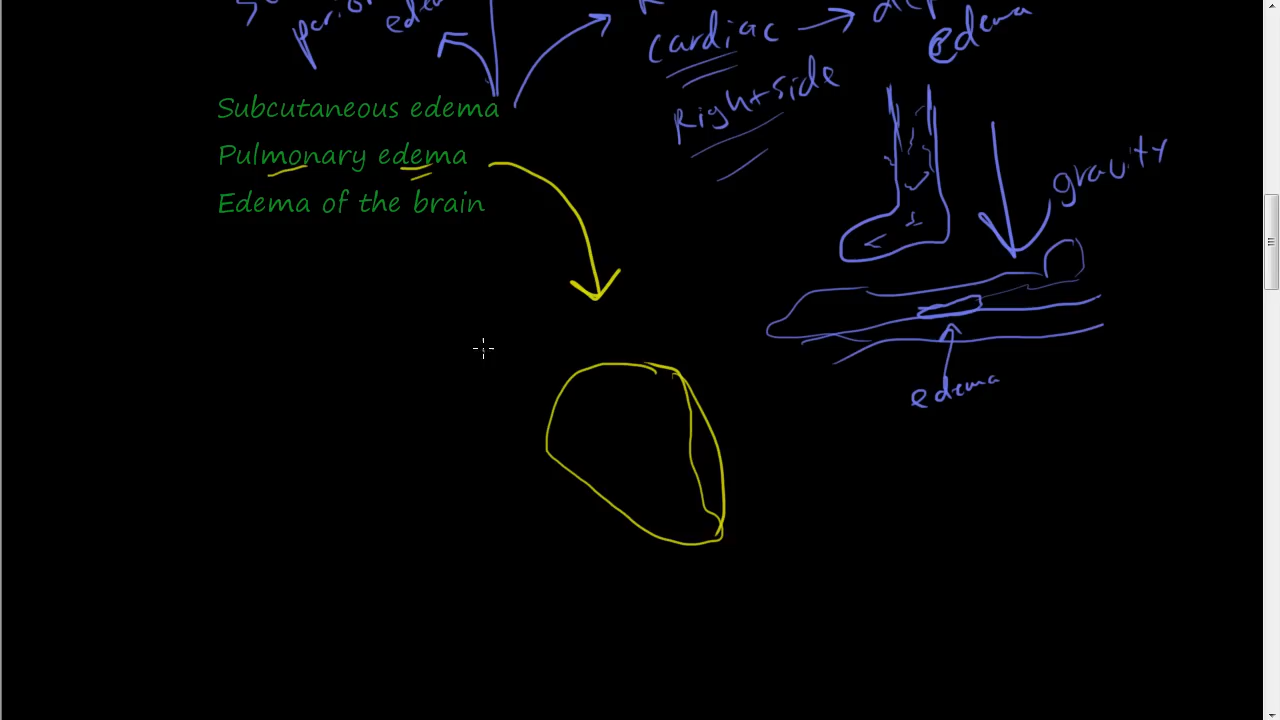 cardiac
edema
Right side
Subcutaneous edema
Pulmonary edema
Edema of the brain
gravity
edema